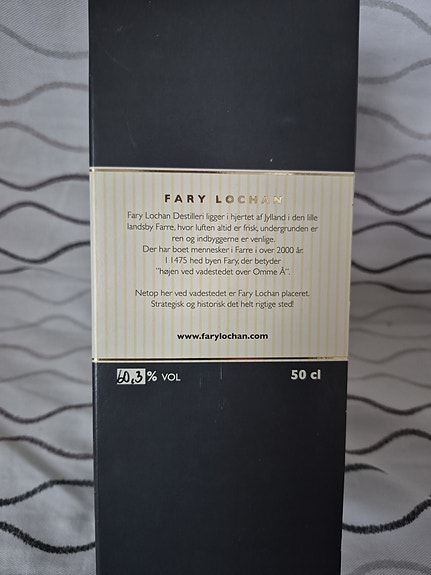 FARY LOCHAN
Fary Lochan Destilleri ligger i hjertet af Jylland i den lille
landsby Farre, hvor luften altid er frisk, undergrunden er
ren og indbyggerne er venlige.
Der har boet mennesker i Farre i over 2000 år.
I 1475 hed byen Fary, der betyder
"højen ved vadestedet over Omme Å".
Netop her ved vadestedet er Fary Lochan placeret.
Strategisk og historisk det helt rigtige sted!
www.farylochan.com
60,3% VOL 50 cl